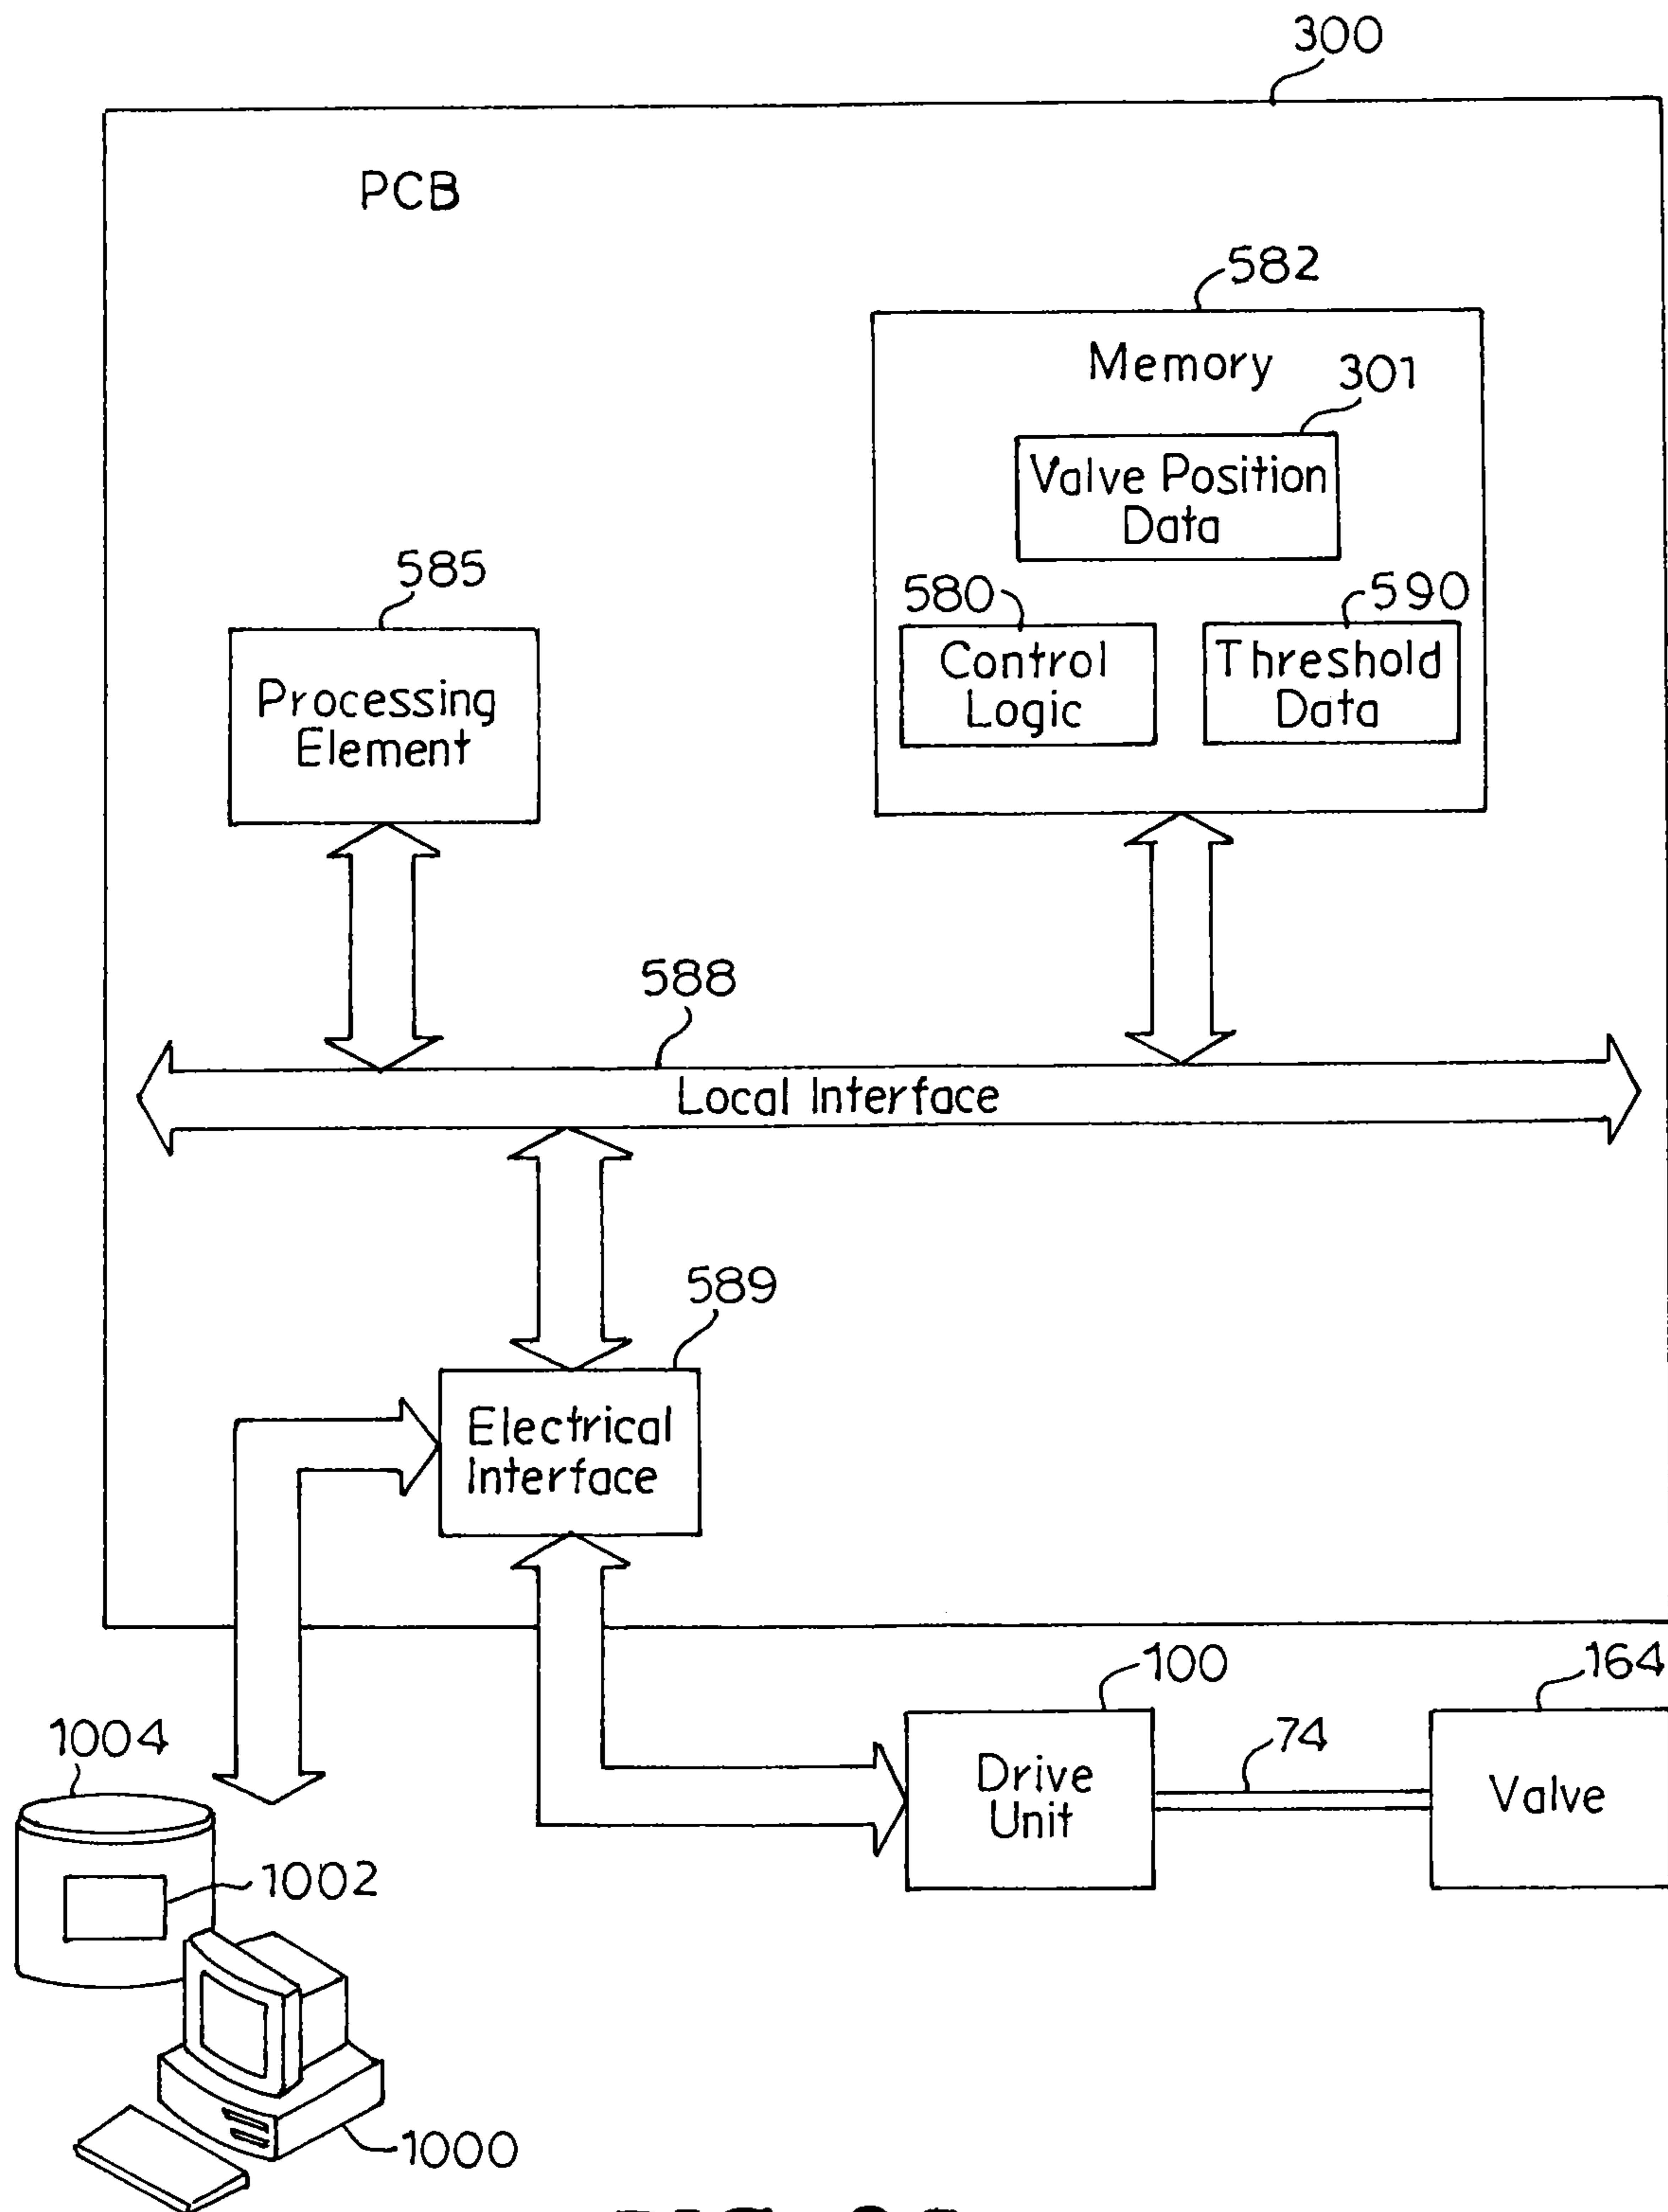 300
PCB
582
Memory
301
Valve Position
Data
585
580
590
Control
Logic
Threshold
Data
Processing
Element
588
Local Interface
589
Electrical
Interface
100
164
74
1004
Drive
Unit
Valve
1002
1000